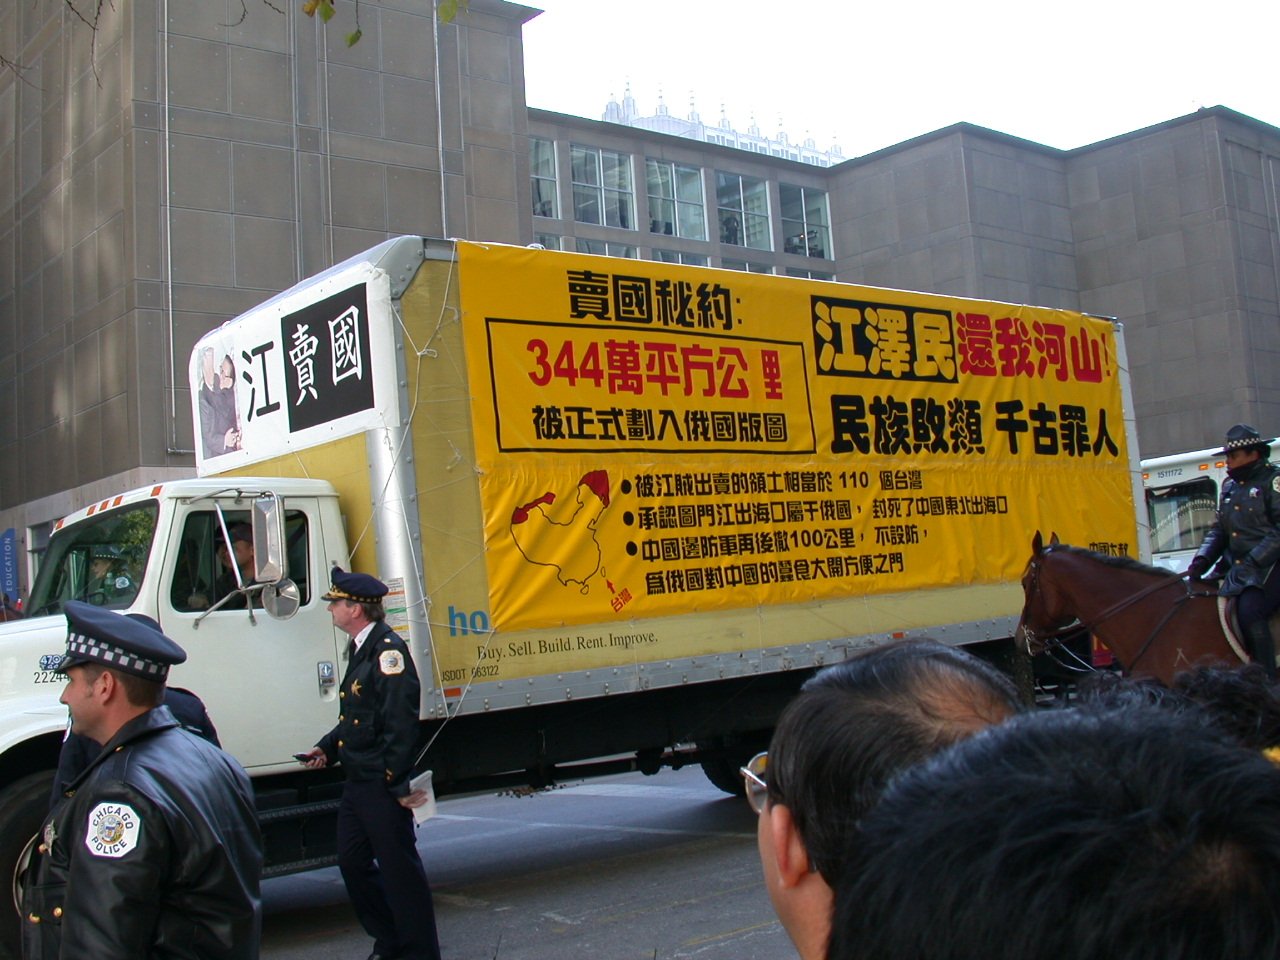 江賣國
賣國秘約:
344萬平方公里
被正式劃入俄國版圖
江澤民還我河山!
民族敗類 千古罪人
•被江賊出賣的領土相當於 110 個台灣
•承認圖門江出海口屬于俄國，封死了中國東北出海口
•中國邊防軍再後撤100公里，不設防，
為俄國對中國的蠶食大開方便之門
台灣
ho
Buy. Sell. Build. Rent. Improve.
USDOT 663122
CHICAGO
POLICE
EDUCATION
1511172